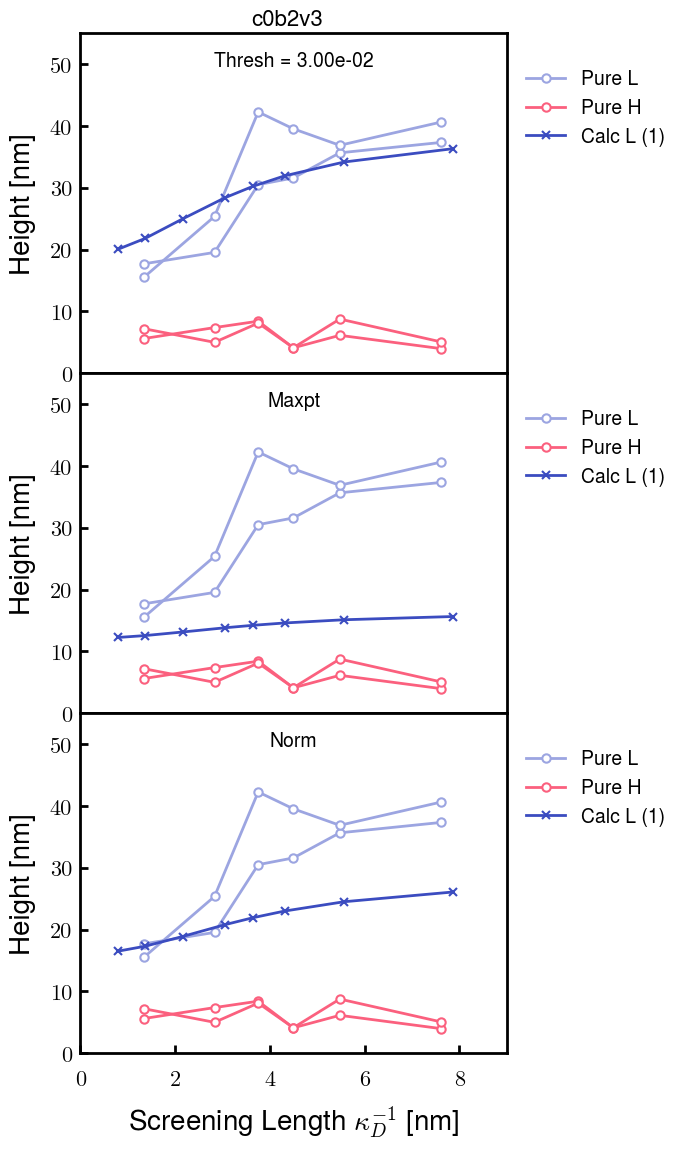 c0b2v3
Thresh = 3.00e-02
50
40
30
20
10
0
Height [nm]
Pure L
Pure H
Calc L (1)
Maxpt
50
40
30
20
10
0
Height [nm]
Pure L
Pure H
Calc L (1)
Norm
50
40
30
20
10
0
Height [nm]
Pure L
Pure H
Calc L (1)
0 2 4 6 8
Screening Length κ_D^{-1} [nm]